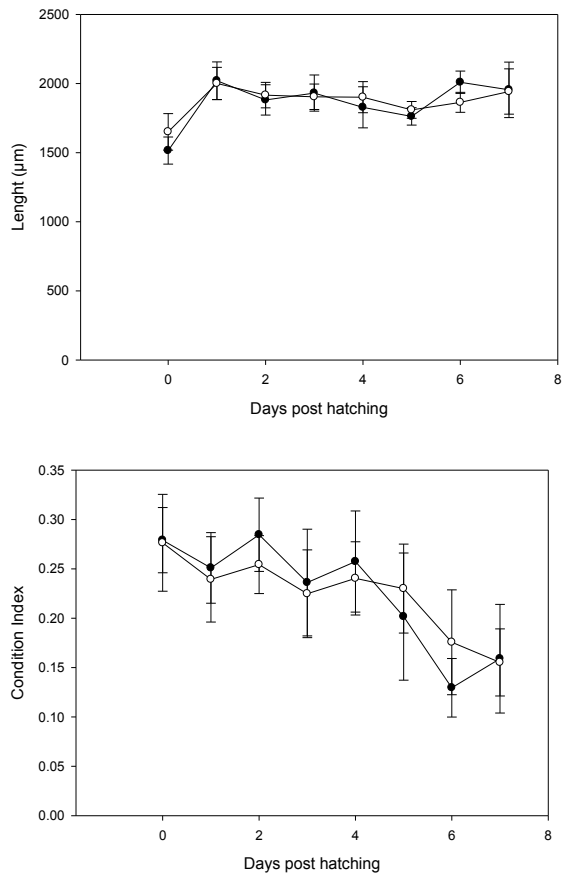 2500
2000
1500
1000
500
0
Lenght (µm)
0 2 4 6 8
Days post hatching
0.35
0.30
0.25
0.20
0.15
0.10
0.05
0.00
Condition Index
0 2 4 6 8
Days post hatching